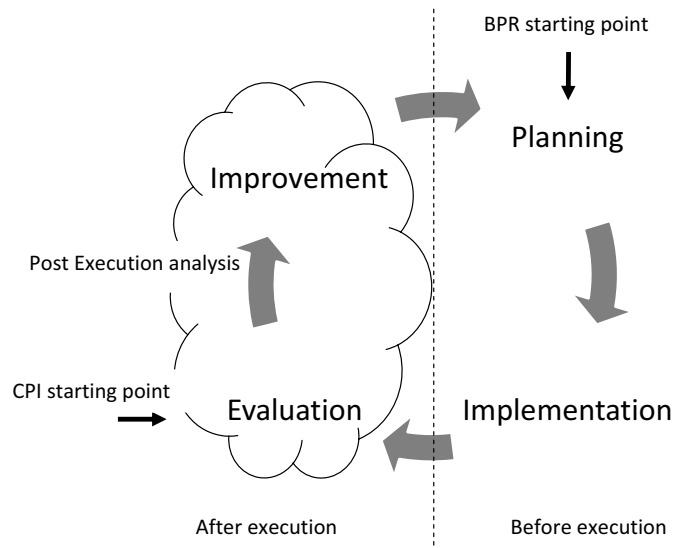 BPR starting point
Planning
Improvement
Post Execution analysis
CPI starting point
Evaluation
Implementation
After execution
Before execution